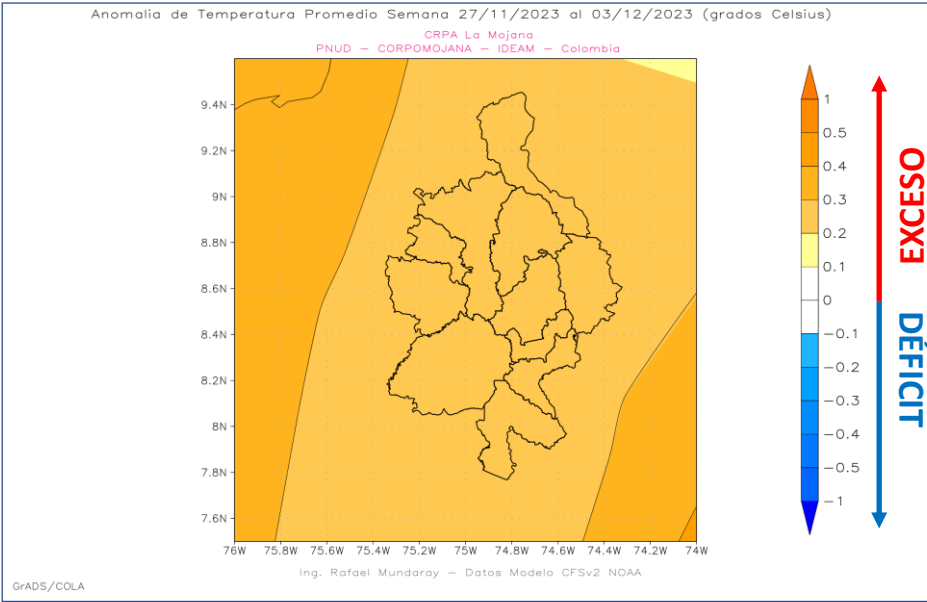 Anomalia de Temperatura Promedio Semana 27/11/2023 al 03/12/2023 (grados Celsius)
CRPA La Mojana
PNUD – CORPOMOJANA – IDEAM – Colombia
9.4N
9.2N
9N
8.8N
8.6N
8.4N
8.2N
8N
7.8N
7.6N
76W 75.8W 75.6W 75.4W 75.2W 75W 74.8W 74.6W 74.4W 74.2W 74W
1
0.5
0.4
0.3
0.2
0.1
0
−0.1
−0.2
−0.3
−0.4
−0.5
−1
EXCESO
DÉFICIT
Ing. Rafael Mundaray – Datos Modelo CFSv2 NOAA
GrADS/COLA